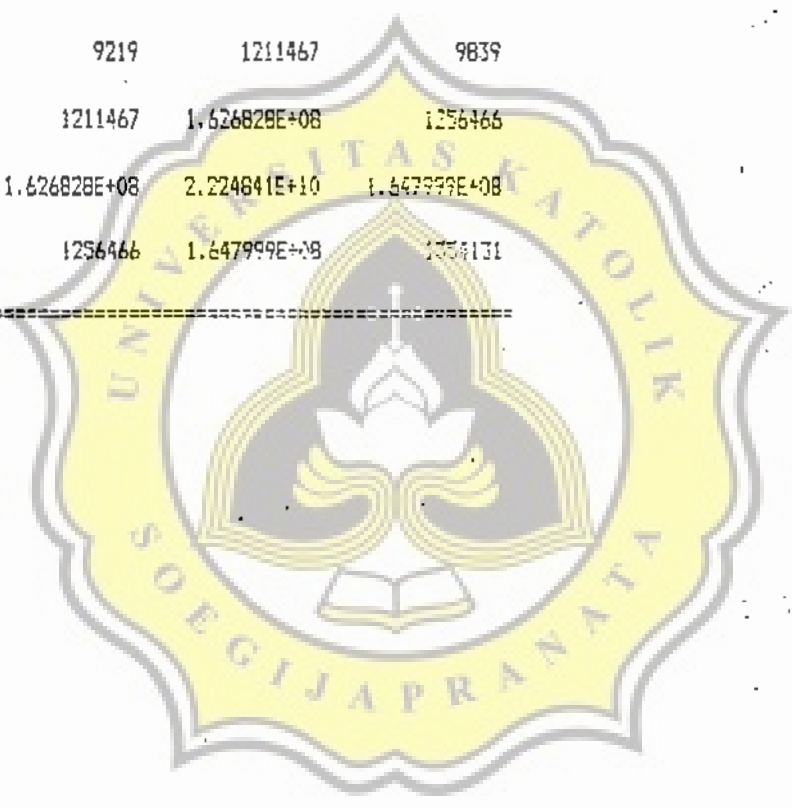 9219 1211467 9839
1211467 1.626828E+08 1256466
1.626828E+08 2.224841E+10 1.647999E+08
1256466 1.647999E+08
==================================
UNIVERSITAS KATOLIK
SOEGIJAPRANATA